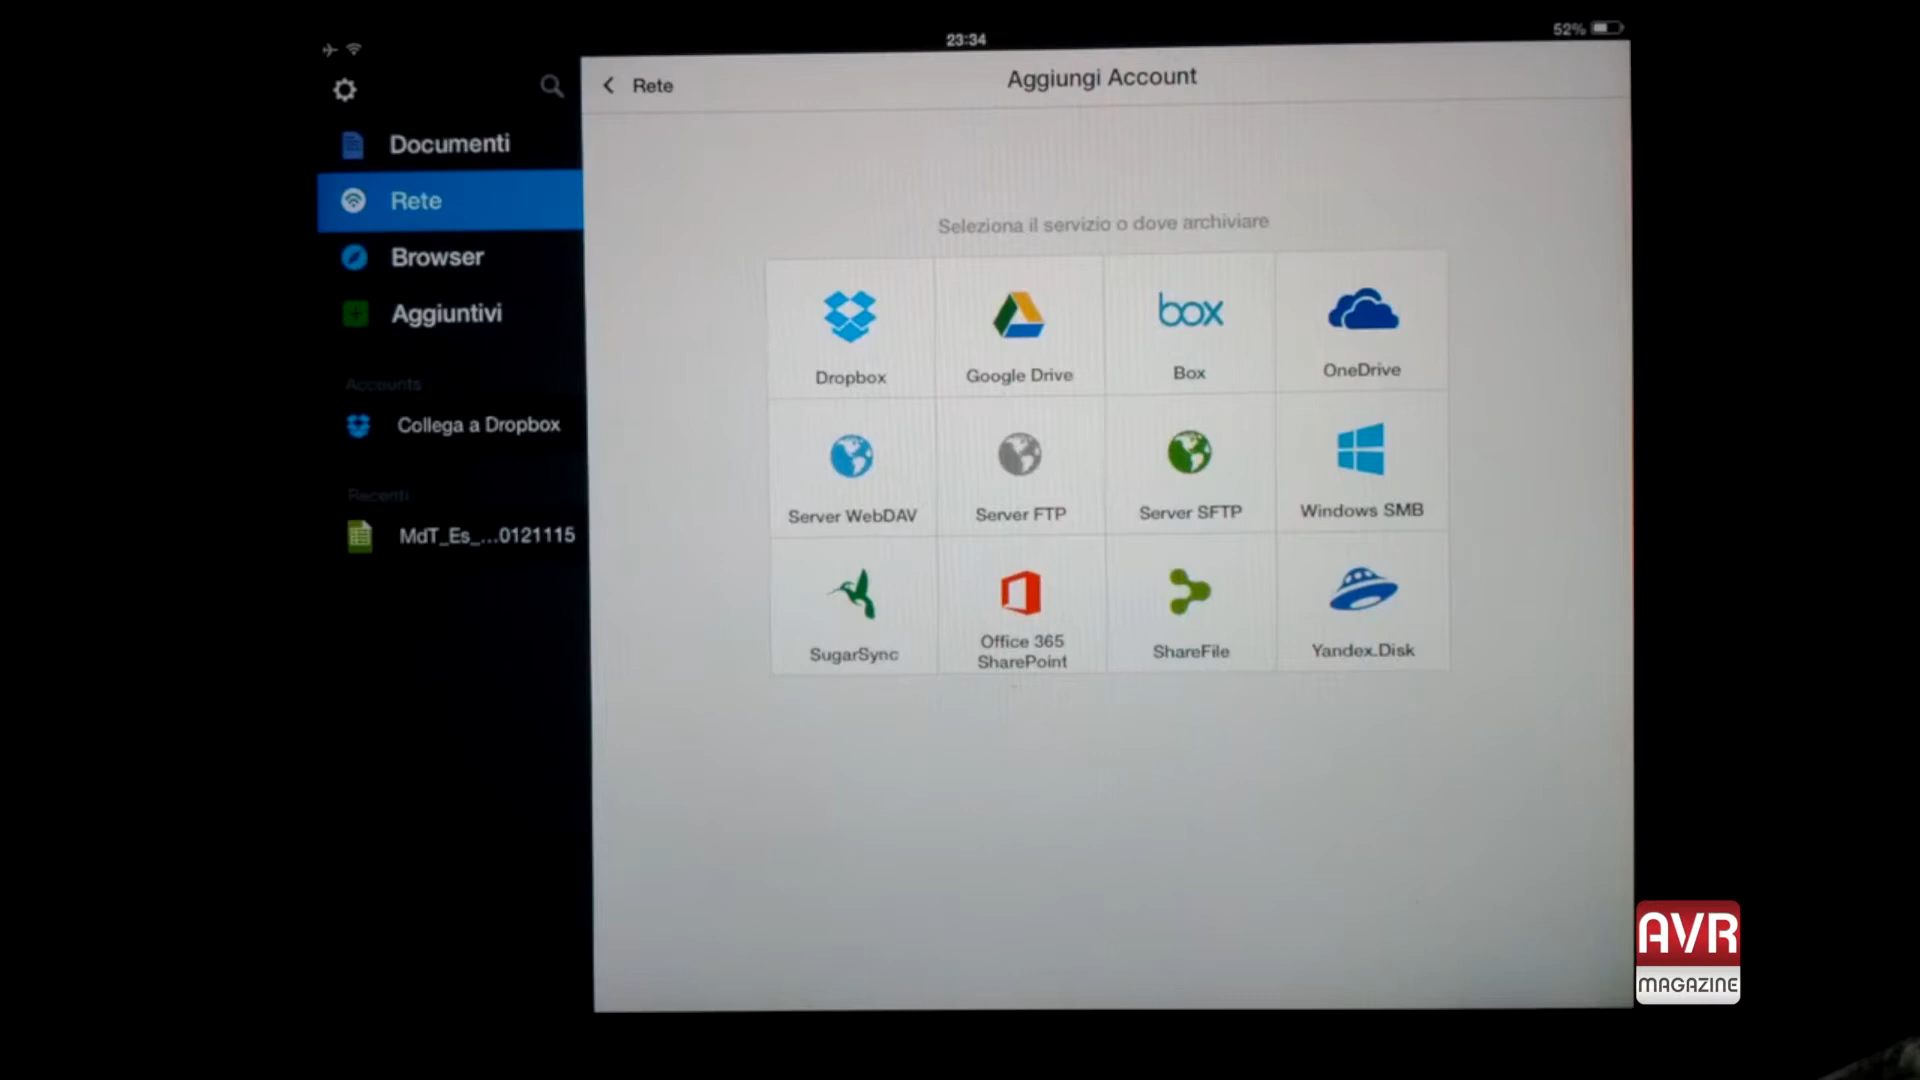 23:34
52%
Rete
Aggiungi Account
Documenti
Rete
Browser
Aggiuntivi
Accounts
Collega a Dropbox
Recenti
MdT_Es_...0121115
Seleziona il servizio o dove archiviare
Dropbox
Google Drive
box
Box
OneDrive
Server WebDAV
Server FTP
Server SFTP
Windows SMB
SugarSync
Office 365
SharePoint
ShareFile
Yandex.Disk
AVR
MAGAZINE